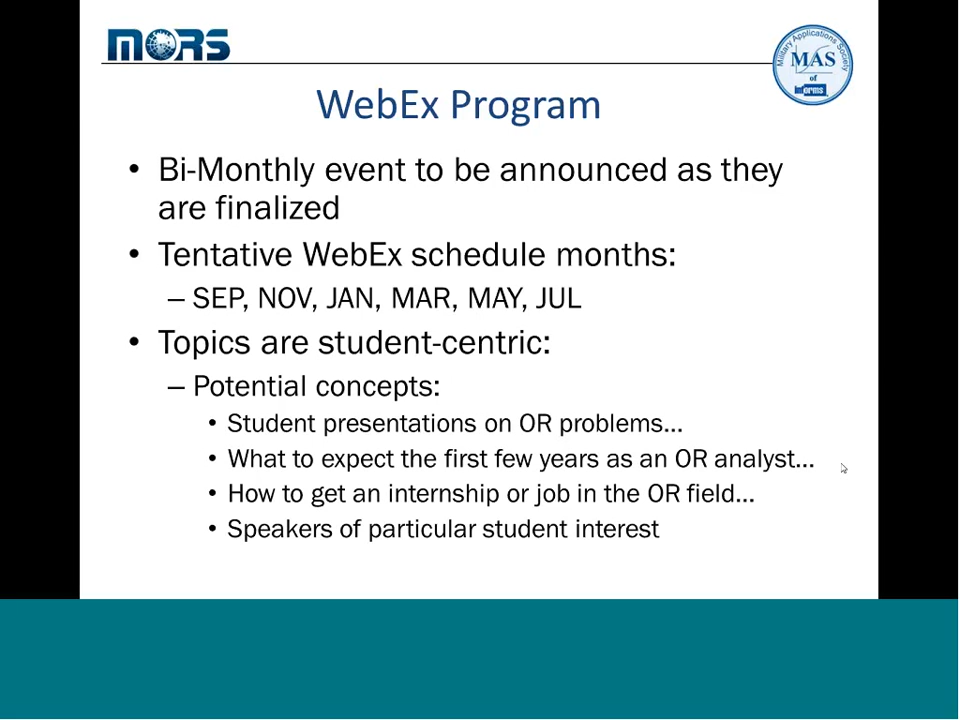 MORS
Military Applications Society
MAS
of
informs
WebEx Program
• Bi-Monthly event to be announced as they
are finalized
• Tentative WebEx schedule months:
– SEP, NOV, JAN, MAR, MAY, JUL
• Topics are student-centric:
– Potential concepts:
• Student presentations on OR problems...
• What to expect the first few years as an OR analyst...
• How to get an internship or job in the OR field...
• Speakers of particular student interest